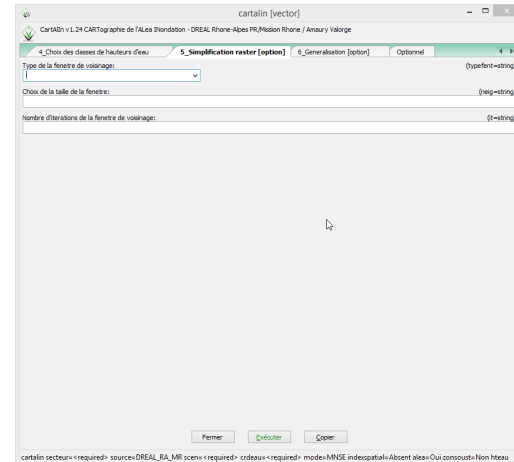 cartalin [vector]
CartAlIn v1.24 CARTographie de l'ALea INondation - DREAL Rhone-Alpes PR/Mission Rhone / Amaury Valorge
4_Choix des classes de hauteurs d'eau 5_Simplification raster [option] 6_Generalisation [option] Optionnel
Type de la fenetre de voisinage: (typefent=string
Choix de la taille de la fenetre: (neig=string
Nombre d'iterations de la fenetre de voisinage: (it=string
Fermer Exécuter Copier
cartalin secteur=<required> source=DREAL_RA_MR scen=<required> crdeau=<required> mode=MNSE indexspatial=Absent alea=Oui zonsoust=Non hteau